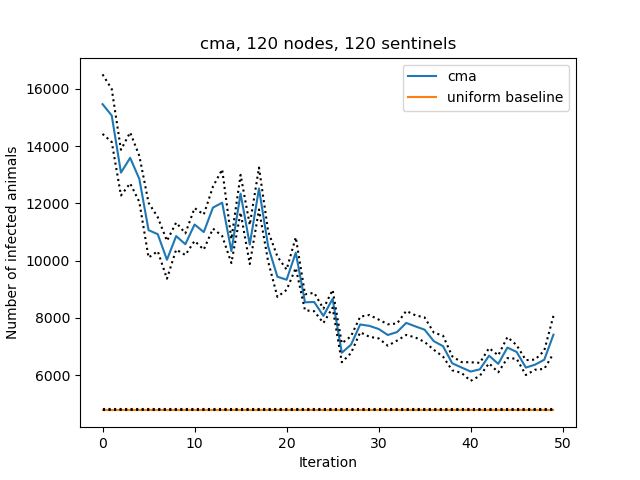 cma, 120 nodes, 120 sentinels
cma
uniform baseline
Number of infected animals
16000
14000
12000
10000
8000
6000
0 10 20 30 40 50
Iteration